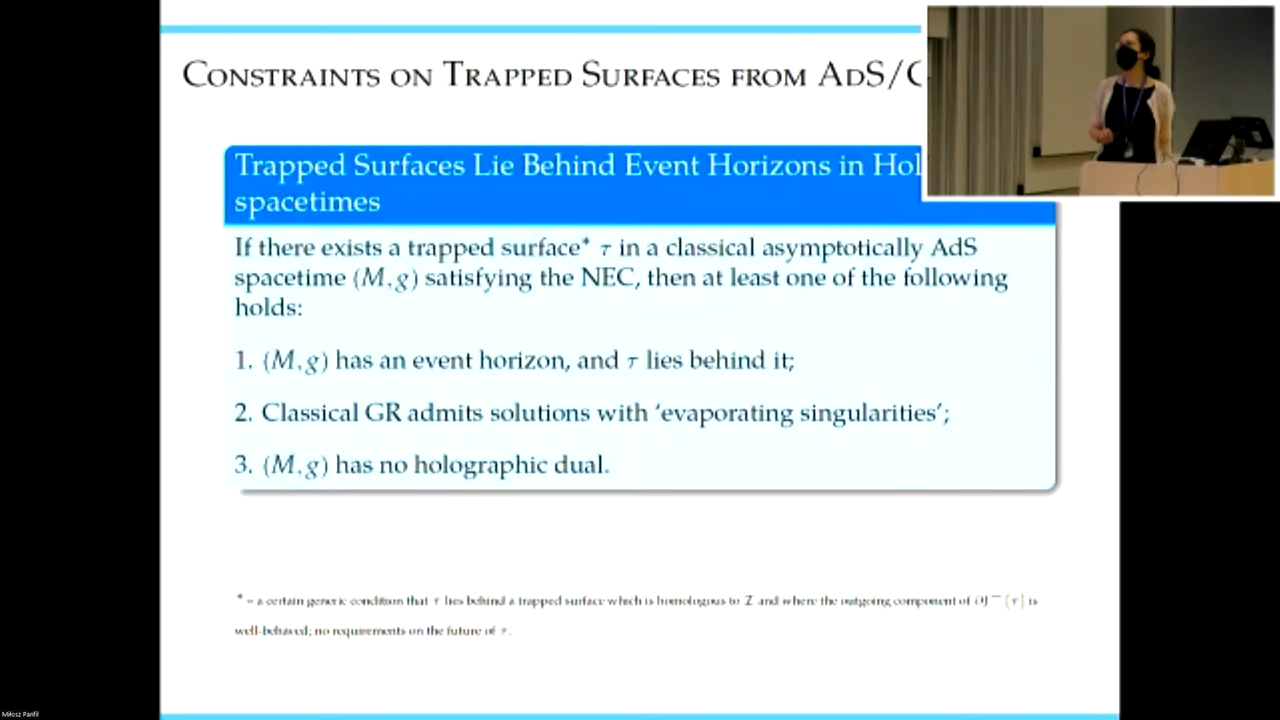 CONSTRAINTS ON TRAPPED SURFACES FROM ADS/C
Trapped Surfaces Lie Behind Event Horizons in Hol
spacetimes
If there exists a trapped surface* τ in a classical asymptotically AdS
spacetime (M, g) satisfying the NEC, then at least one of the following
holds:
1. (M, g) has an event horizon, and τ lies behind it;
2. Classical GR admits solutions with ‘evaporating singularities’;
3. (M, g) has no holographic dual.
* – a certain generic condition that τ lies behind a trapped surface which is homologous to I and where the outgoing component of ∂J⁻(τ) is
well-behaved; no requirements on the future of τ.
Miłosz Panfil